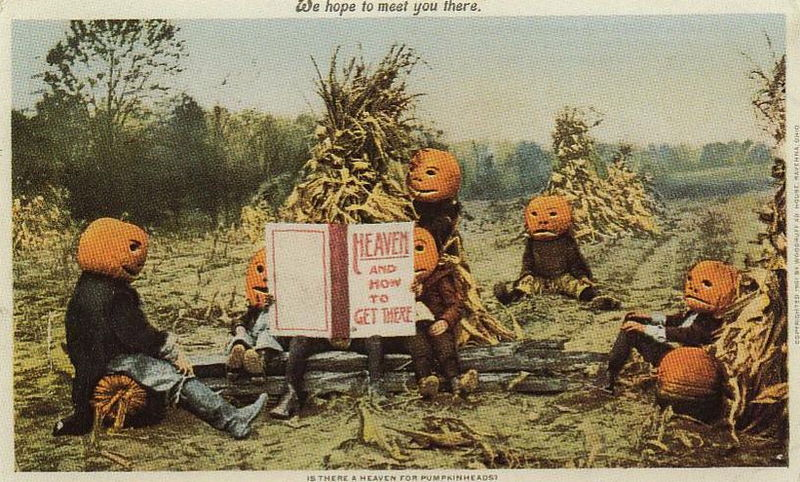 We hope to meet you there.
HEAVEN
AND
HOW
TO
GET THERE
IS THERE A HEAVEN FOR PUMPKINHEADS?